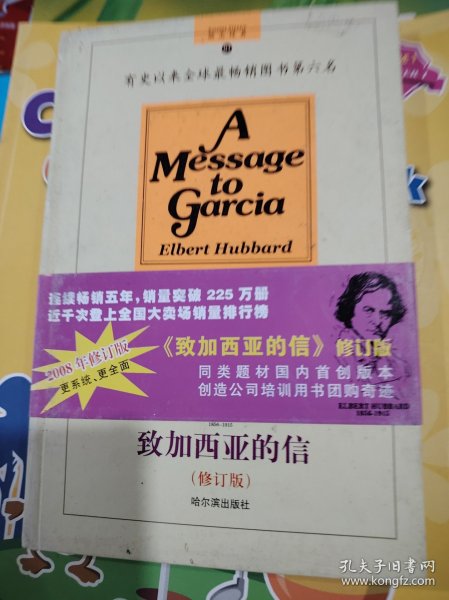 有史以来全球最畅销图书第六名
A
Message
to
Garcia
Elbert Hubbard
连续畅销五年，销量突破 225 万册
近千次登上全国大卖场销量排行榜
2008 年修订版
更系统、更全面
《致加西亚的信》修订版
同类题材国内首创版本
创造公司培训用书团购奇迹
ELBERT HUBBARD
1856-1915
1856-1915
致加西亚的信
(修订版)
哈尔滨出版社
孔夫子旧书网
www.kongfz.com